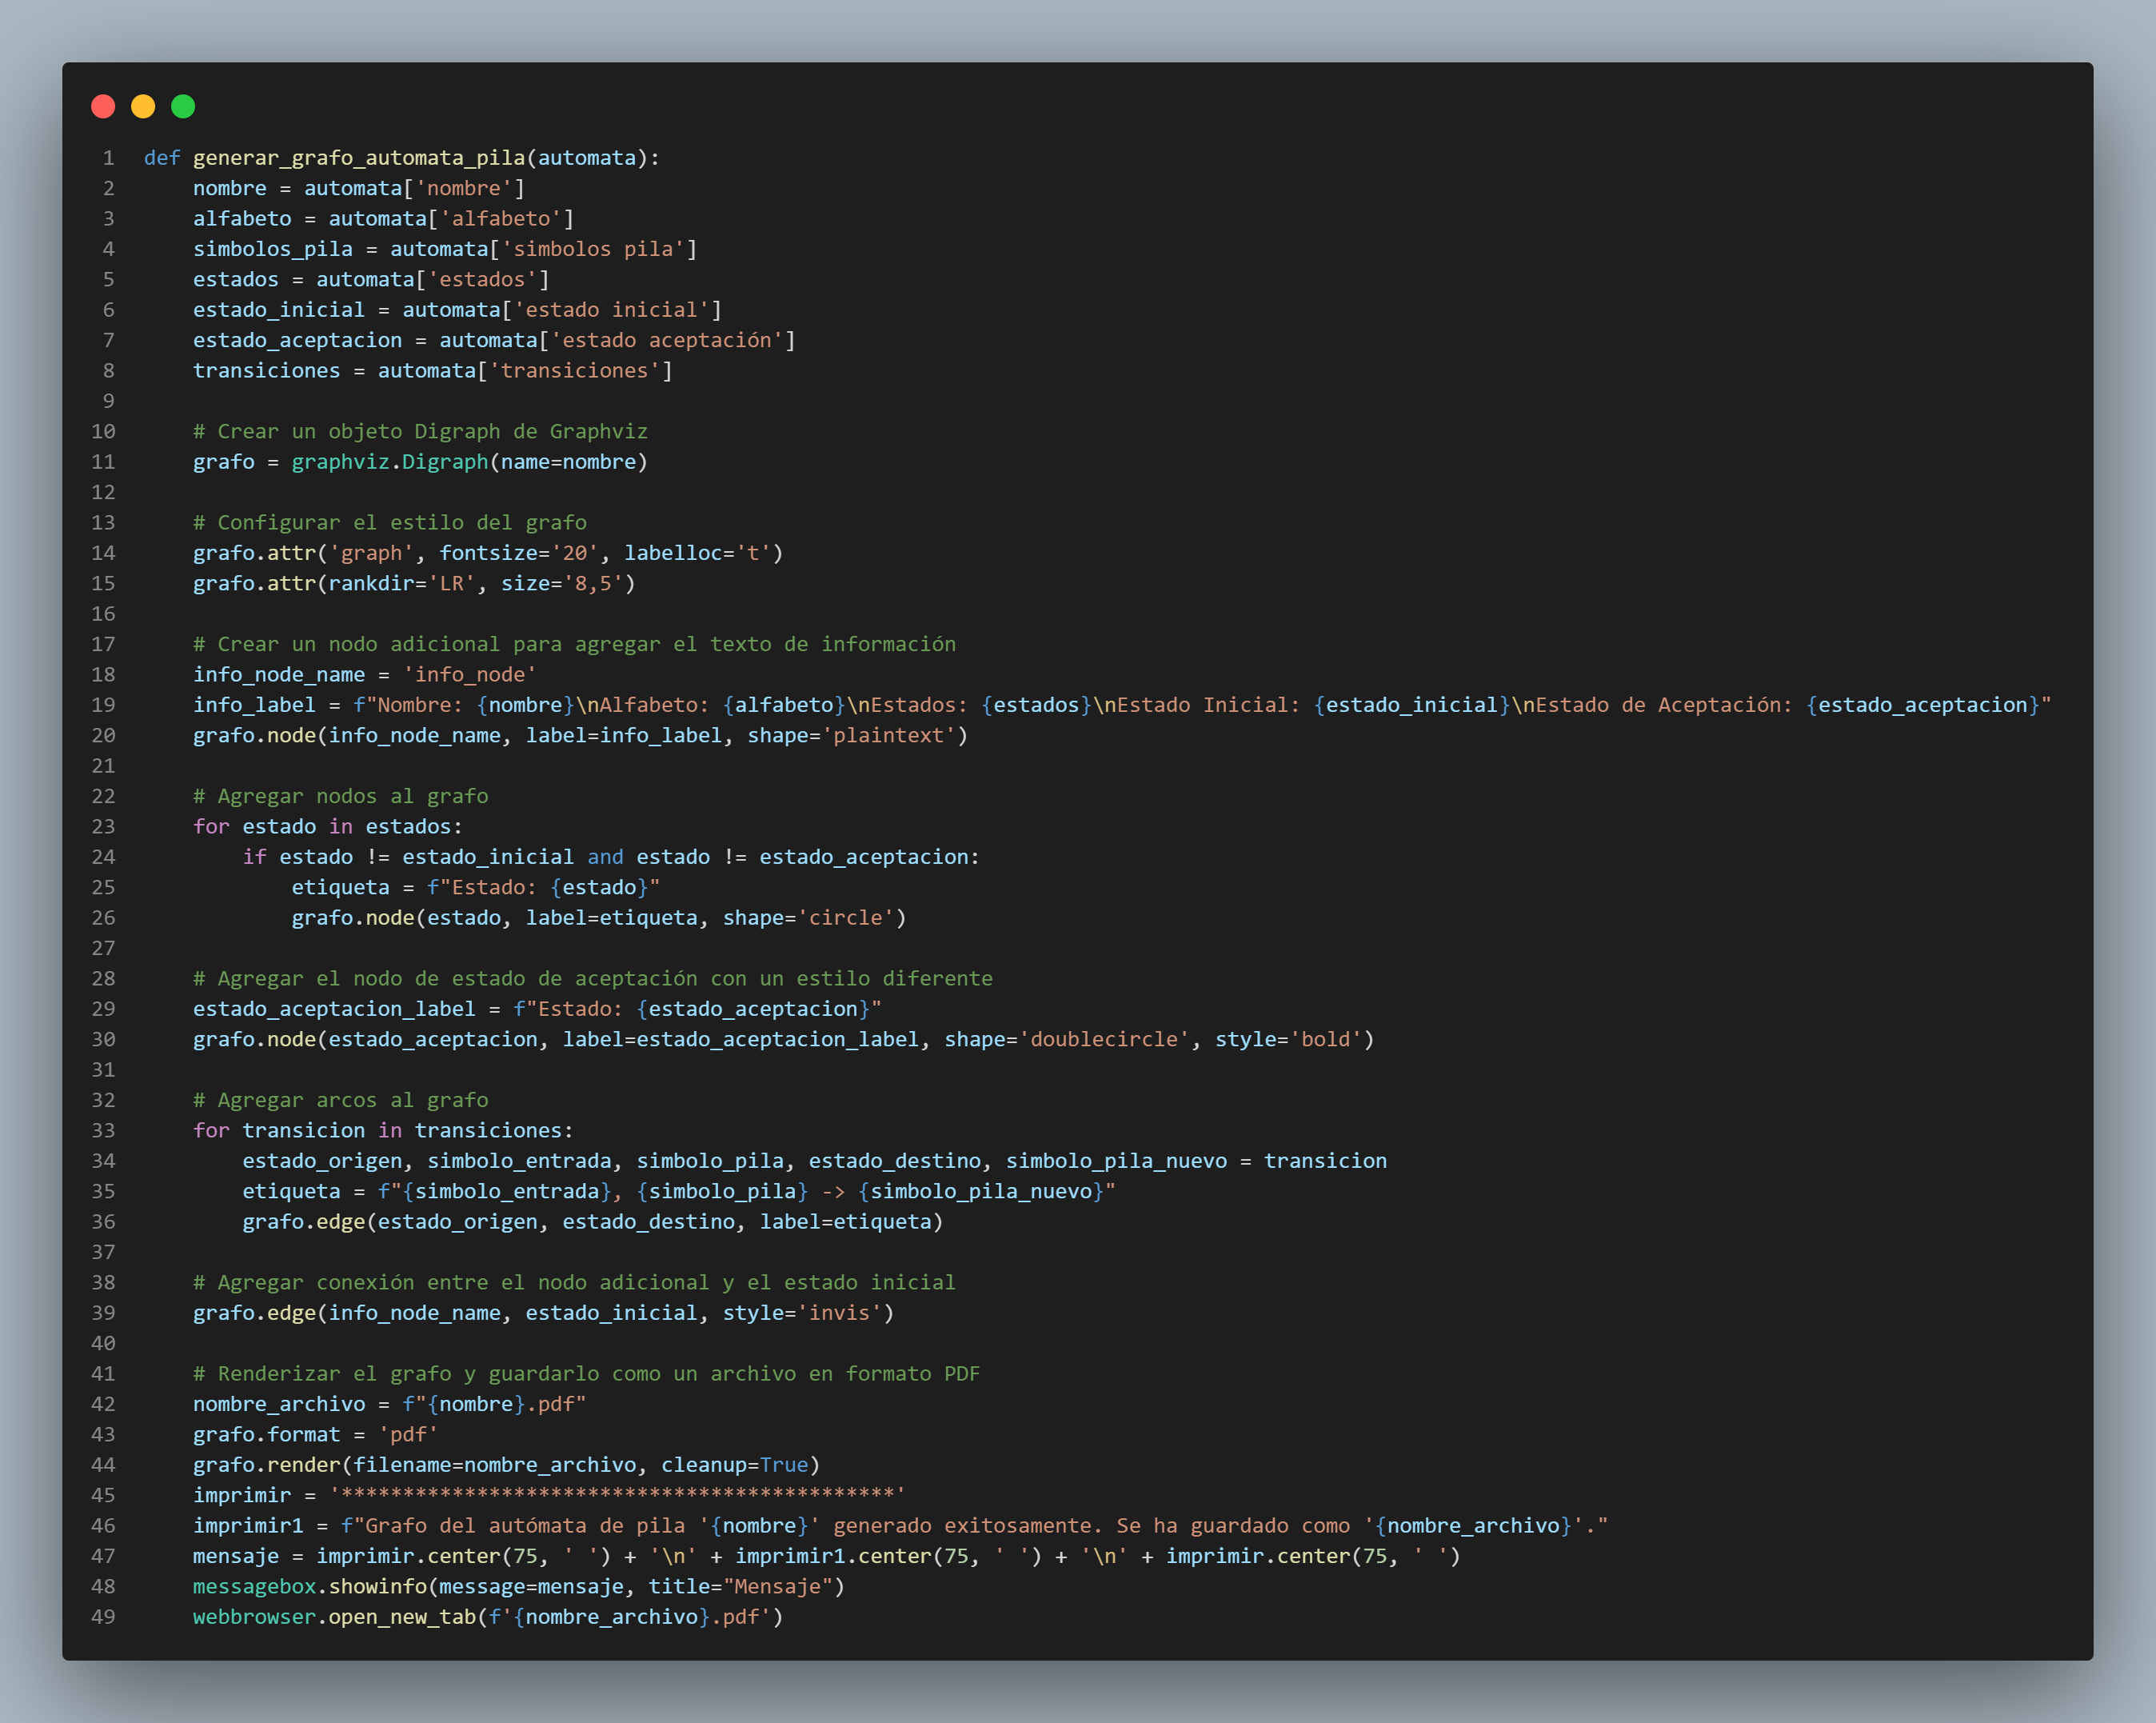 1 def generar_grafo_automata_pila(automata):
2     nombre = automata['nombre']
3     alfabeto = automata['alfabeto']
4     simbolos_pila = automata['simbolos pila']
5     estados = automata['estados']
6     estado_inicial = automata['estado inicial']
7     estado_aceptacion = automata['estado aceptación']
8     transiciones = automata['transiciones']
9
10     # Crear un objeto Digraph de Graphviz
11     grafo = graphviz.Digraph(name=nombre)
12
13     # Configurar el estilo del grafo
14     grafo.attr('graph', fontsize='20', labelloc='t')
15     grafo.attr(rankdir='LR', size='8,5')
16
17     # Crear un nodo adicional para agregar el texto de información
18     info_node_name = 'info_node'
19     info_label = f"Nombre: {nombre}\nAlfabeto: {alfabeto}\nEstados: {estados}\nEstado Inicial: {estado_inicial}\nEstado de Aceptación: {estado_aceptacion}"
20     grafo.node(info_node_name, label=info_label, shape='plaintext')
21
22     # Agregar nodos al grafo
23     for estado in estados:
24         if estado != estado_inicial and estado != estado_aceptacion:
25             etiqueta = f"Estado: {estado}"
26             grafo.node(estado, label=etiqueta, shape='circle')
27
28     # Agregar el nodo de estado de aceptación con un estilo diferente
29     estado_aceptacion_label = f"Estado: {estado_aceptacion}"
30     grafo.node(estado_aceptacion, label=estado_aceptacion_label, shape='doublecircle', style='bold')
31
32     # Agregar arcos al grafo
33     for transicion in transiciones:
34         estado_origen, simbolo_entrada, simbolo_pila, estado_destino, simbolo_pila_nuevo = transicion
35         etiqueta = f"{simbolo_entrada}, {simbolo_pila} -> {simbolo_pila_nuevo}"
36         grafo.edge(estado_origen, estado_destino, label=etiqueta)
37
38     # Agregar conexión entre el nodo adicional y el estado inicial
39     grafo.edge(info_node_name, estado_inicial, style='invis')
40
41     # Renderizar el grafo y guardarlo como un archivo en formato PDF
42     nombre_archivo = f"{nombre}.pdf"
43     grafo.format = 'pdf'
44     grafo.render(filename=nombre_archivo, cleanup=True)
45     imprimir = '*********************************************'
46     imprimir1 = f"Grafo del autómata de pila '{nombre}' generado exitosamente. Se ha guardado como '{nombre_archivo}'."
47     mensaje = imprimir.center(75, ' ') + '\n' + imprimir1.center(75, ' ') + '\n' + imprimir.center(75, ' ')
48     messagebox.showinfo(message=mensaje, title="Mensaje")
49     webbrowser.open_new_tab(f'{nombre_archivo}.pdf')